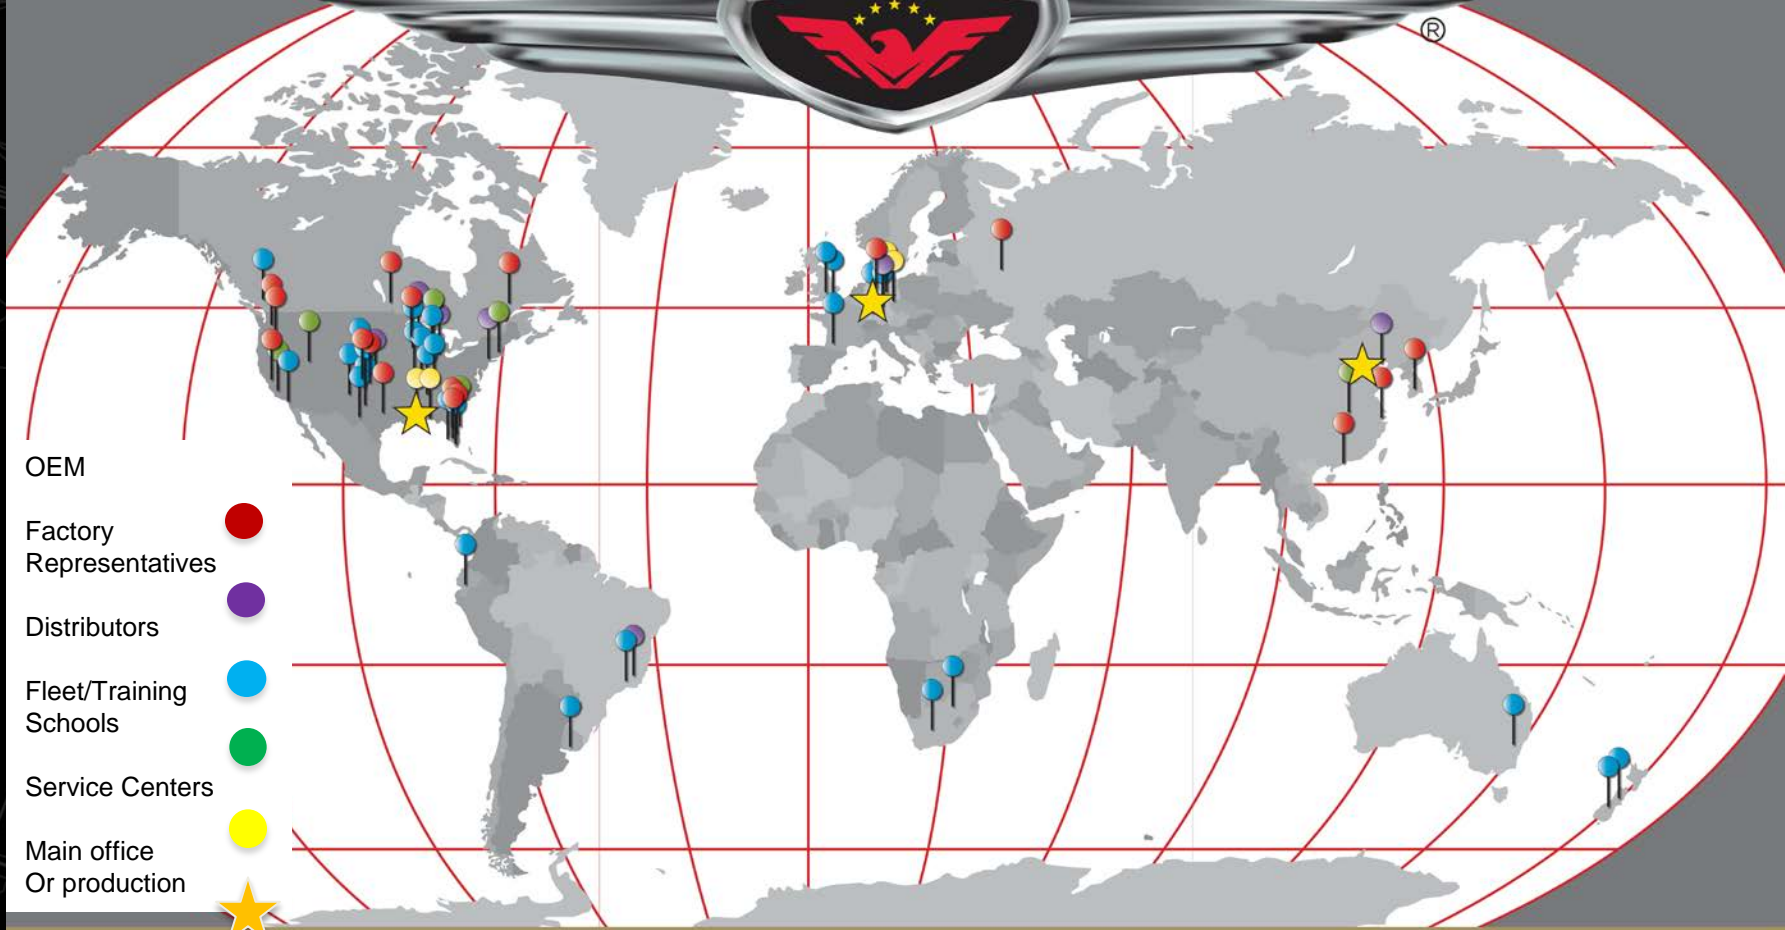 ®
OEM
Factory
Representatives
Distributors
Fleet/Training
Schools
Service Centers
Main office
Or production